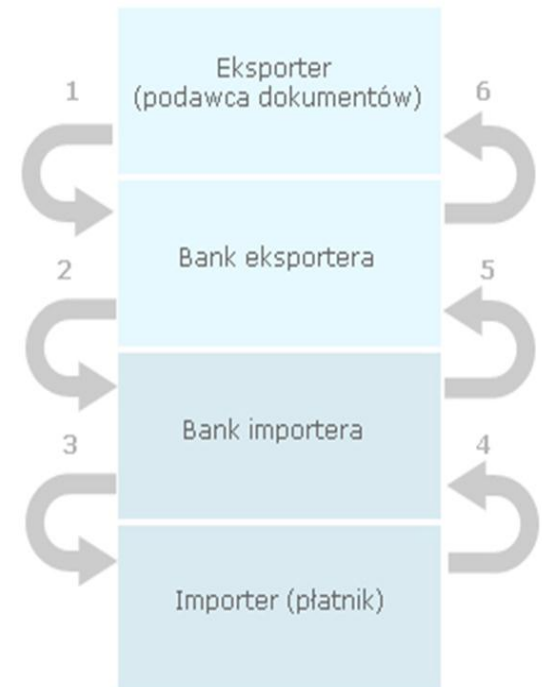 Eksporter
(podawca dokumentów)
1
6
Bank eksportera
2
5
Bank importera
3
4
Importer (płatnik)